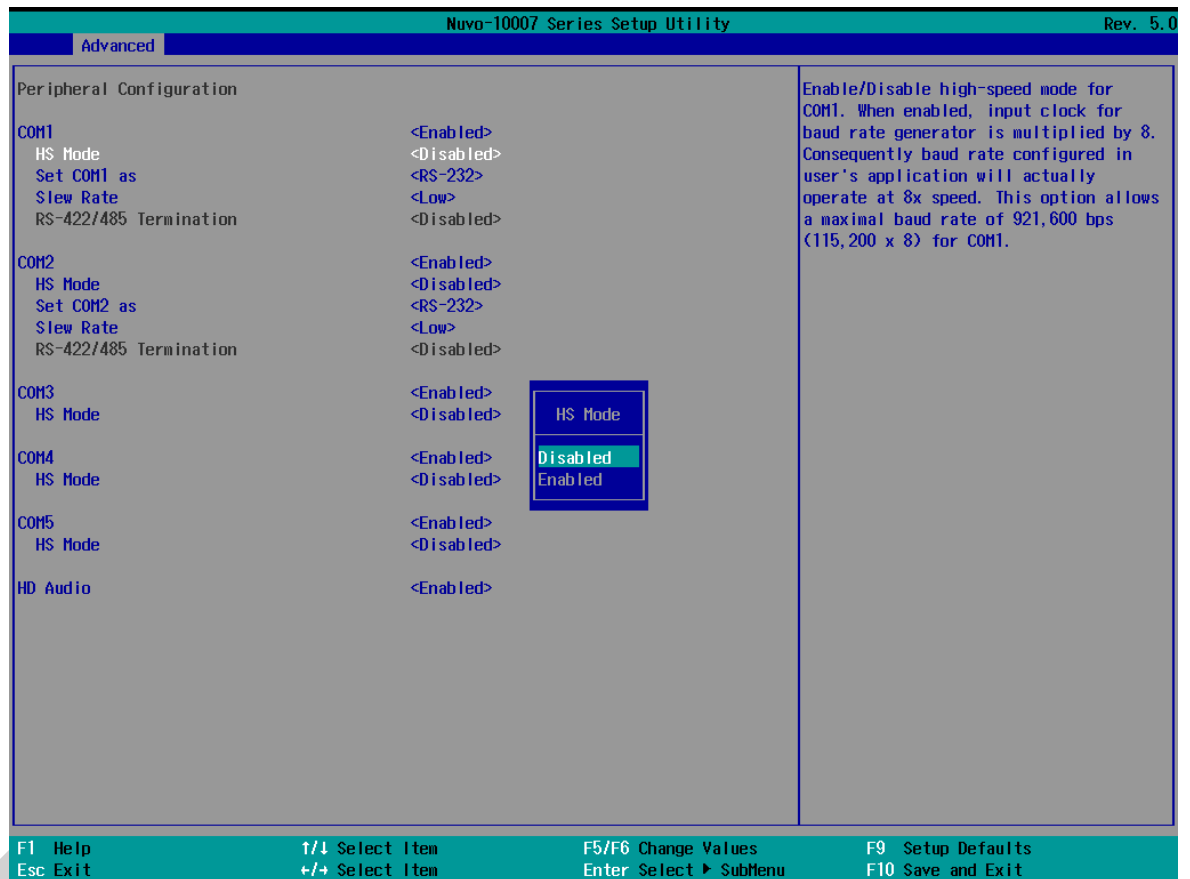 Nuvo-10007 Series Setup Utility Rev. 5.0
Advanced
Peripheral Configuration
COM1 <Enabled>
HS Mode <Disabled>
Set COM1 as <RS-232>
Slew Rate <Low>
RS-422/485 Termination <Disabled>
COM2 <Enabled>
HS Mode <Disabled>
Set COM2 as <RS-232>
Slew Rate <Low>
RS-422/485 Termination <Disabled>
COM3 <Enabled>
HS Mode <Disabled>
COM4 <Enabled>
HS Mode <Disabled>
COM5 <Enabled>
HS Mode <Disabled>
HD Audio <Enabled>
HS Mode
Disabled
Enabled
Enable/Disable high-speed mode for
COM1. When enabled, input clock for
baud rate generator is multiplied by 8.
Consequently baud rate configured in
user's application will actually
operate at 8x speed. This option allows
a maximal baud rate of 921,600 bps
(115,200 x 8) for COM1.
F1 Help ↑/↓ Select Item F5/F6 Change Values F9 Setup Defaults
Esc Exit ←/→ Select Item Enter Select ► SubMenu F10 Save and Exit